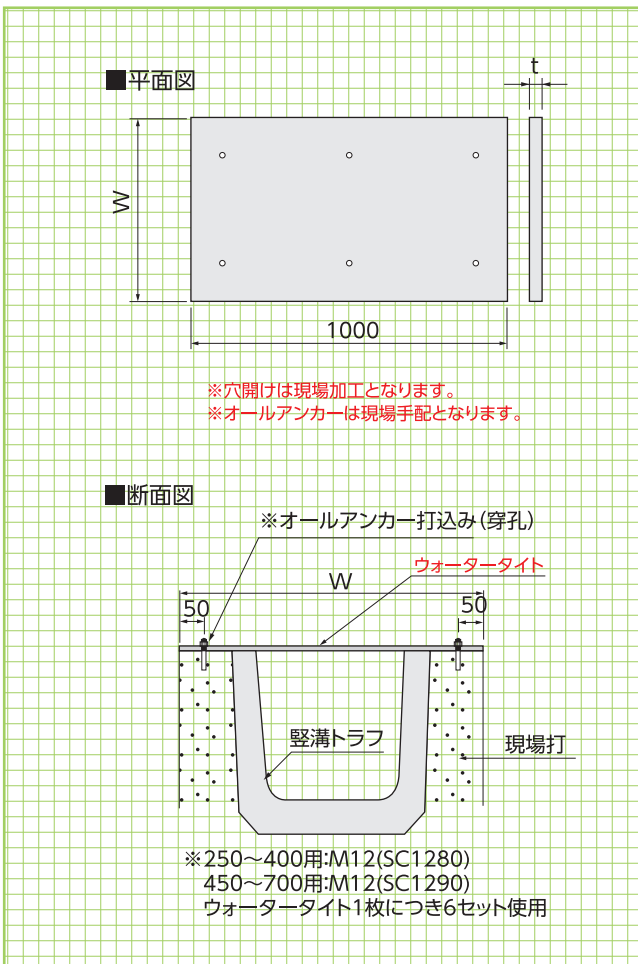 ■平面図
t
W
1000
※穴開けは現場加工となります。
※オールアンカーは現場手配となります。
■断面図
※オールアンカー打込み(穿孔)
ウォータータイト
W
50
50
竪溝トラフ
現場打
※250〜400用:M12(SC1280)
450〜700用:M12(SC1290)
ウォータータイト1枚につき6セット使用